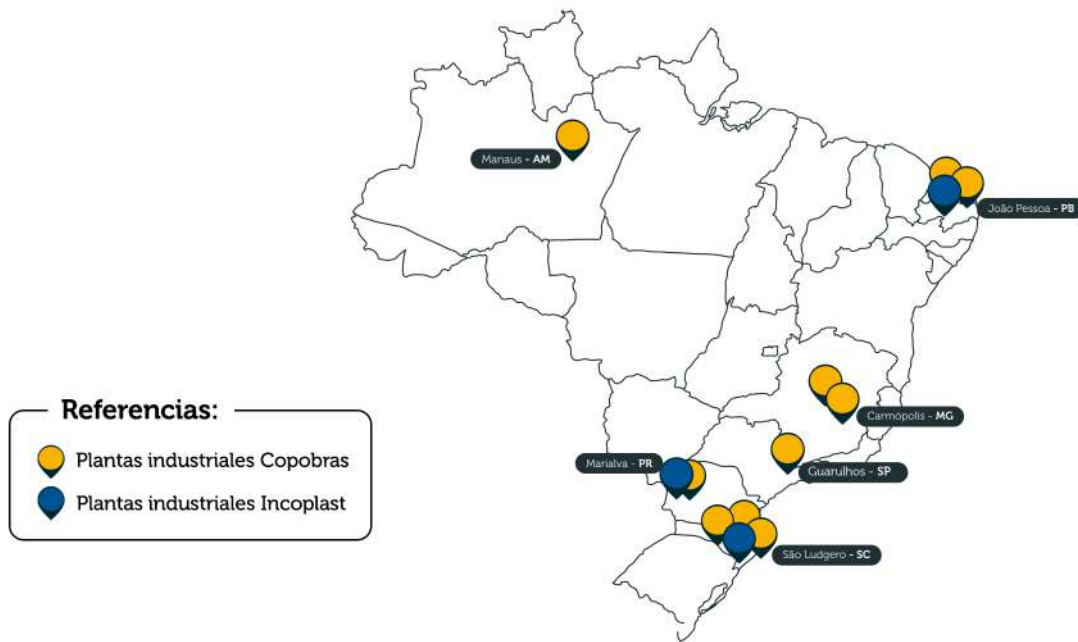 Manaus - AM
João Pessoa - PB
Carmópolis - MG
Referencias:
Plantas industriales Copobras
Plantas industriales Incoplast
Marialva - PR
Guarulhos - SP
São Ludgero - SC